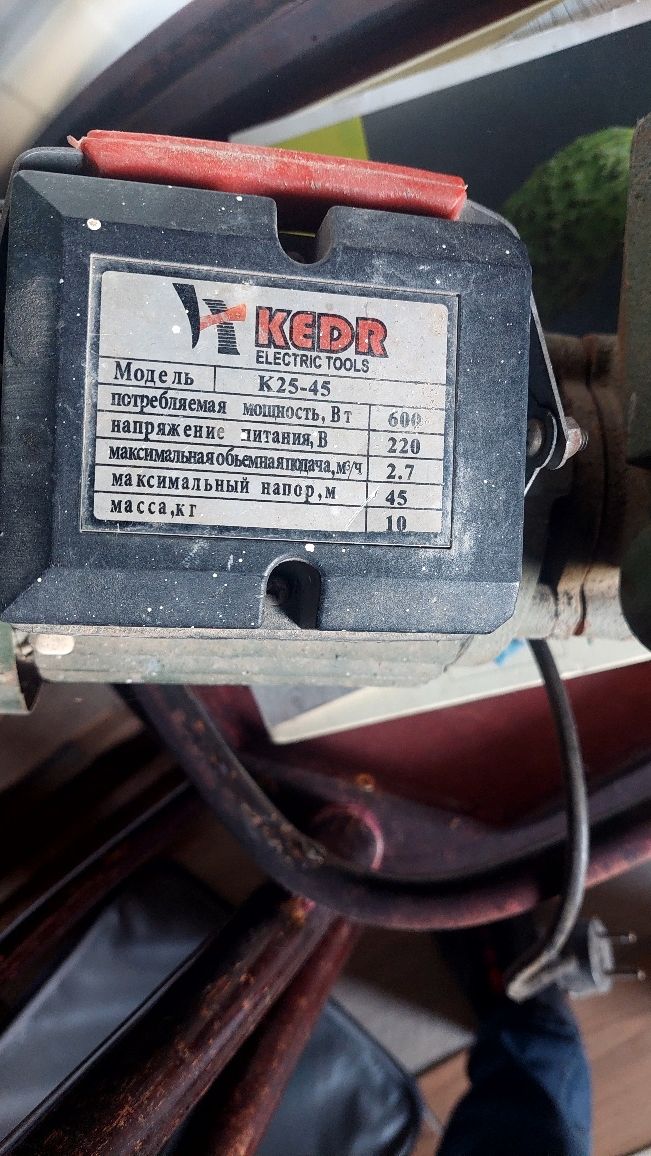 KEDR
ELECTRIC TOOLS
Модель K25-45
потребляемая мощность, Вт 600
напряжение питания, В 220
максимальная обьемная подача, м³/ч 2.7
максимальный напор, м 45
масса, кг 10